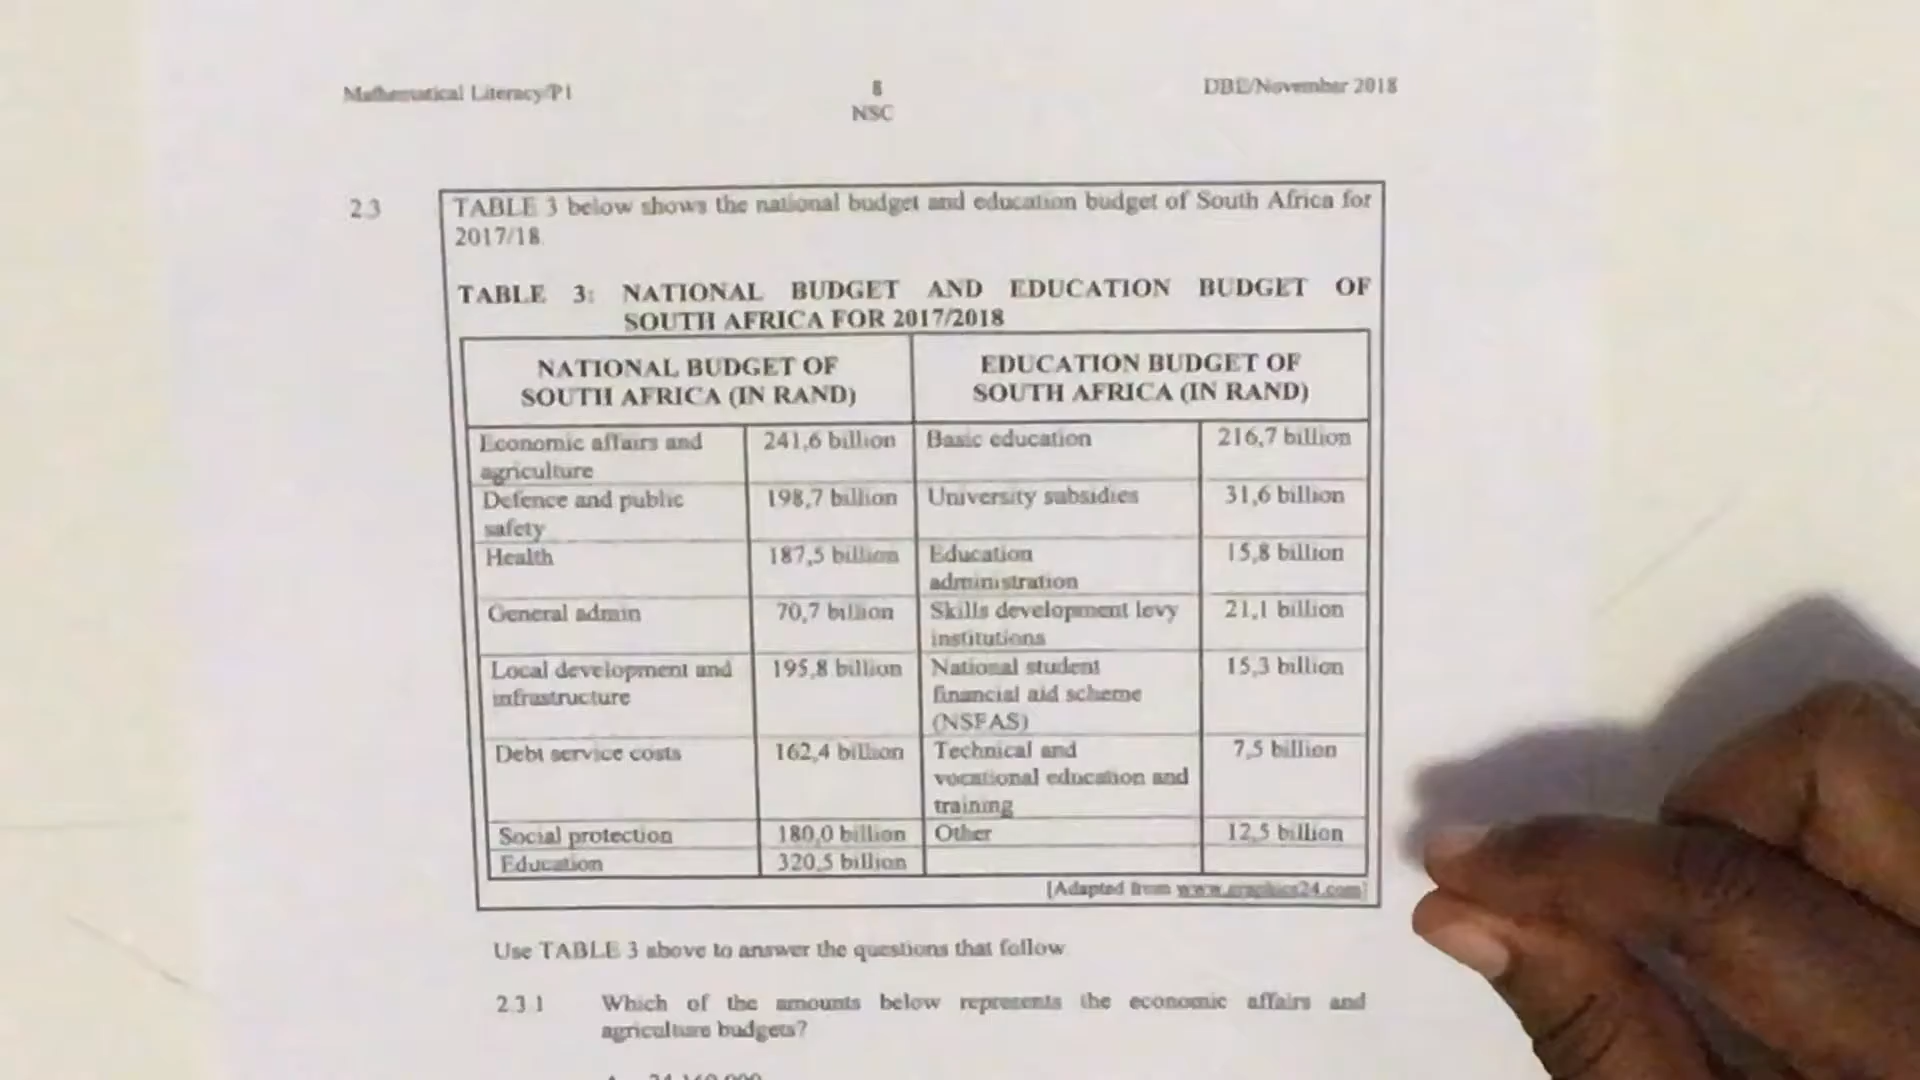 Mathematical Literacy/P1
8
NSC
DBE/November 2018
2.3
TABLE 3 below shows the national budget and education budget of South Africa for
2017/18.
TABLE 3: NATIONAL BUDGET AND EDUCATION BUDGET OF
SOUTH AFRICA FOR 2017/2018
NATIONAL BUDGET OF
SOUTH AFRICA (IN RAND)
EDUCATION BUDGET OF
SOUTH AFRICA (IN RAND)
Economic affairs and
agriculture
241,6 billion
Basic education
216,7 billion
Defence and public
safety
198,7 billion
University subsidies
31,6 billion
Health
187,5 billion
Education
administration
15,8 billion
General admin
70,7 billion
Skills development levy
institutions
21,1 billion
Local development and
infrastructure
195,8 billion
National student
financial aid scheme
(NSFAS)
15,3 billion
Debt service costs
162,4 billion
Technical and
vocational education and
training
7,5 billion
Social protection
180,0 billion
Other
12,5 billion
Education
320,5 billion
[Adapted from www.graphics24.com]
Use TABLE 3 above to answer the questions that follow
2.3.1
Which of the amounts below represents the economic affairs and
agriculture budgets?